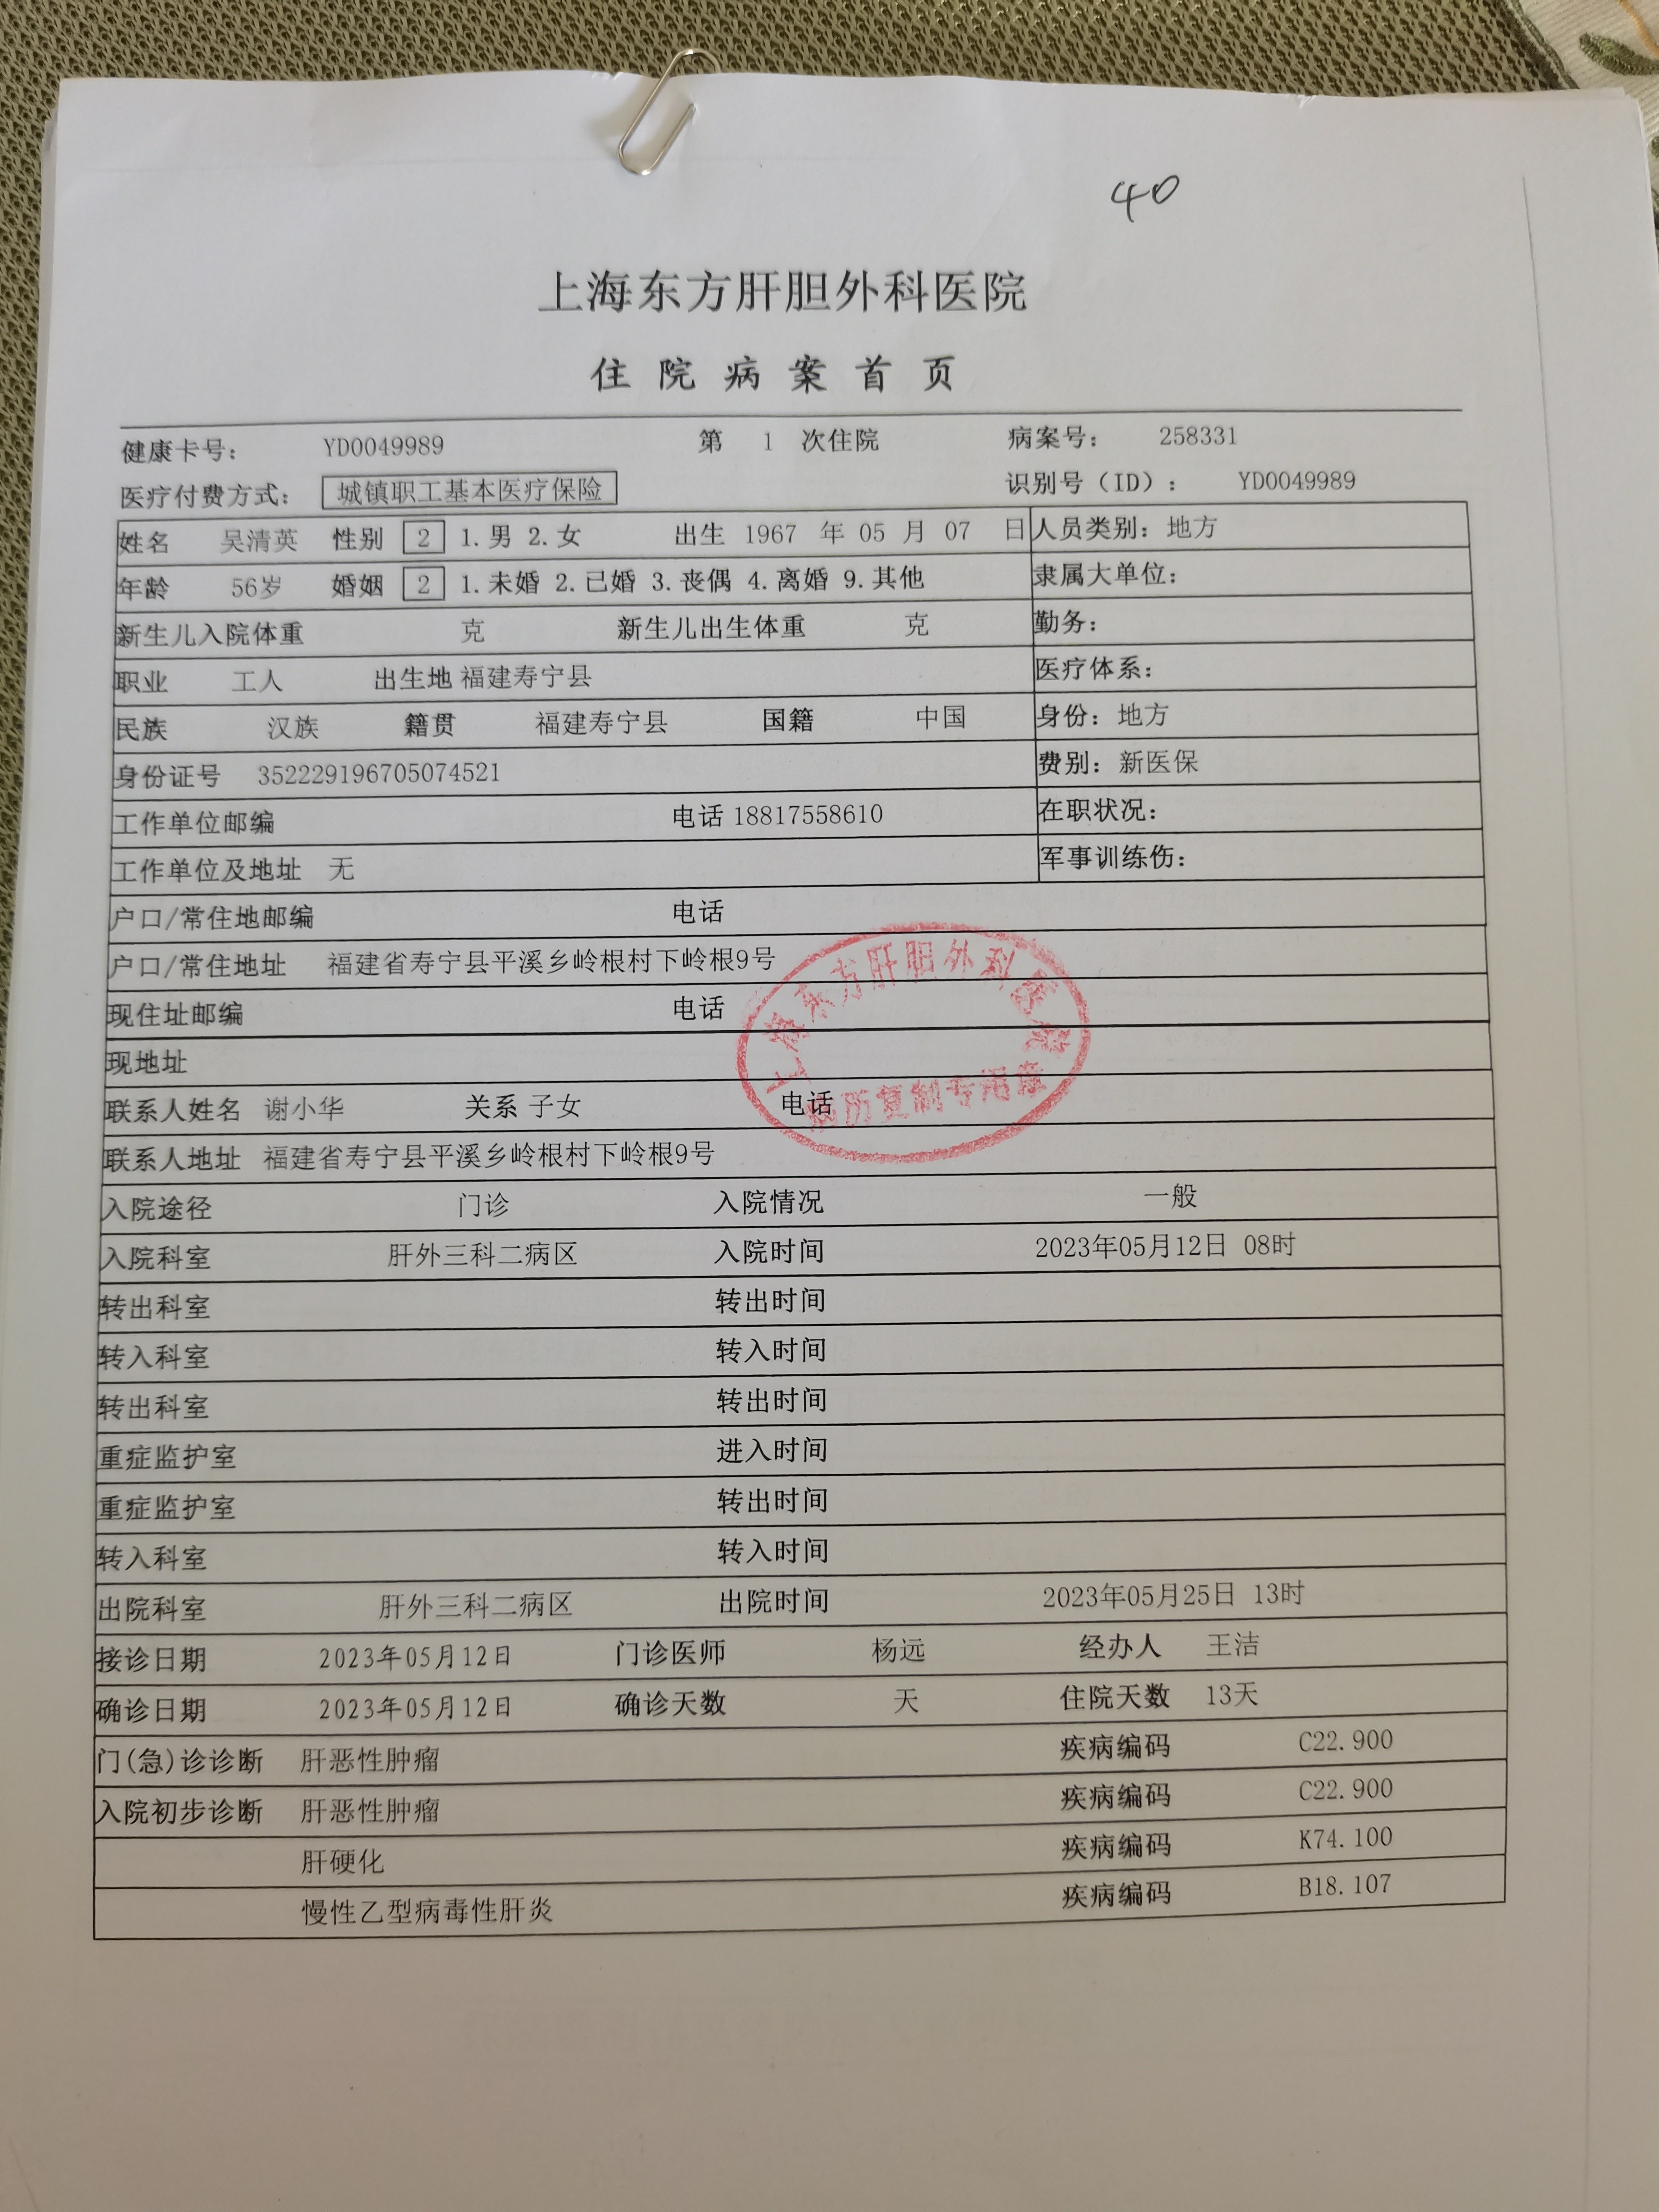 40
上海东方肝胆外科医院
住院病案首页
健康卡号： YD0049989 第 1 次住院 病案号： 258331
医疗付费方式： 城镇职工基本医疗保险 识别号（ID）： YD0049989
姓名 吴清英 性别 2 1.男 2.女 出生 1967 年 05 月 07 日 人员类别：地方
年龄 56岁 婚姻 2 1.未婚 2.已婚 3.丧偶 4.离婚 9.其他 隶属大单位：
新生儿入院体重 克 新生儿出生体重 克 勤务：
职业 工人 出生地 福建寿宁县 医疗体系：
民族 汉族 籍贯 福建寿宁县 国籍 中国 身份：地方
身份证号 352229196705074521 费别：新医保
工作单位邮编 电话 18817558610 在职状况：
工作单位及地址 无 军事训练伤：
户口/常住地邮编 电话
户口/常住地址 福建省寿宁县平溪乡岭根村下岭根9号
现住址邮编 电话
现地址
上海东方肝胆外科医院
病历复制专用章
联系人姓名 谢小华 关系 子女 电话
联系人地址 福建省寿宁县平溪乡岭根村下岭根9号
入院途径 门诊 入院情况 一般
入院科室 肝外三科二病区 入院时间 2023年05月12日 08时
转出科室 转出时间
转入科室 转入时间
转出科室 转出时间
重症监护室 进入时间
重症监护室 转出时间
转入科室 转入时间
出院科室 肝外三科二病区 出院时间 2023年05月25日 13时
接诊日期 2023年05月12日 门诊医师 杨远 经办人 王洁
确诊日期 2023年05月12日 确诊天数 天 住院天数 13天
门(急)诊诊断 肝恶性肿瘤 疾病编码 C22.900
入院初步诊断 肝恶性肿瘤 疾病编码 C22.900
肝硬化 疾病编码 K74.100
慢性乙型病毒性肝炎 疾病编码 B18.107